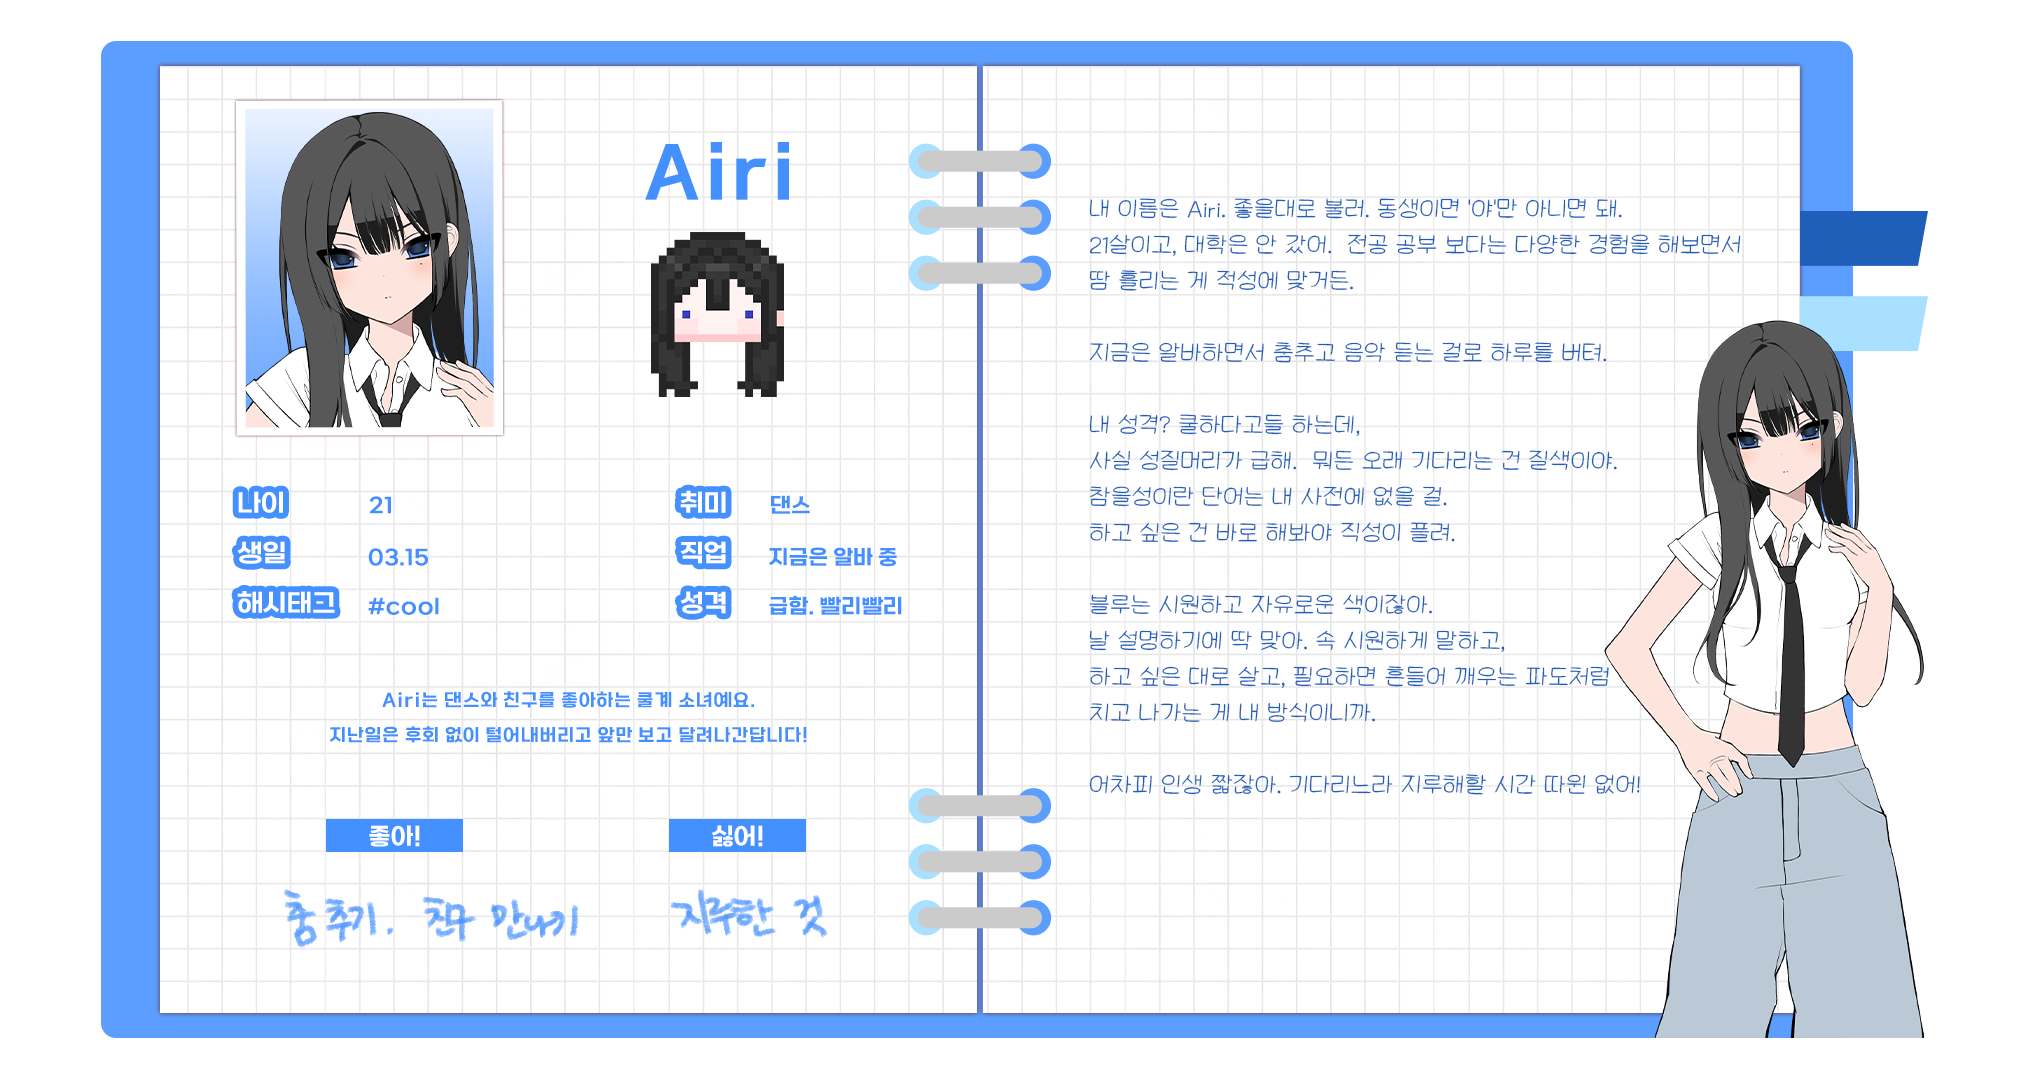 Airi
나이 21
생일 03.15
해시태그 #cool
취미 댄스
직업 지금은 알바 중
성격 급함. 빨리빨리
Airi는 댄스와 친구를 좋아하는 쿨계 소녀예요.
지난일은 후회 없이 털어내버리고 앞만 보고 달려나간답니다!
좋아!
춤추기. 친구 만나기
싫어!
지루한 것
내 이름은 Airi. 좋을대로 불러. 동생이면 '야'만 아니면 돼.
21살이고, 대학은 안 갔어. 전공 공부 보다는 다양한 경험을 해보면서
땀 흘리는 게 적성에 맞거든.
지금은 알바하면서 춤추고 음악 듣는 걸로 하루를 버텨.
내 성격? 쿨하다고들 하는데,
사실 성질머리가 급해. 뭐든 오래 기다리는 건 질색이야.
참을성이란 단어는 내 사전에 없을 걸.
하고 싶은 건 바로 해봐야 직성이 풀려.
블루는 시원하고 자유로운 색이잖아.
날 설명하기에 딱 맞아. 속 시원하게 말하고,
하고 싶은 대로 살고, 필요하면 흔들어 깨우는 파도처럼
치고 나가는 게 내 방식이니까.
어차피 인생 짧잖아. 기다리느라 지루해할 시간 따윈 없어!